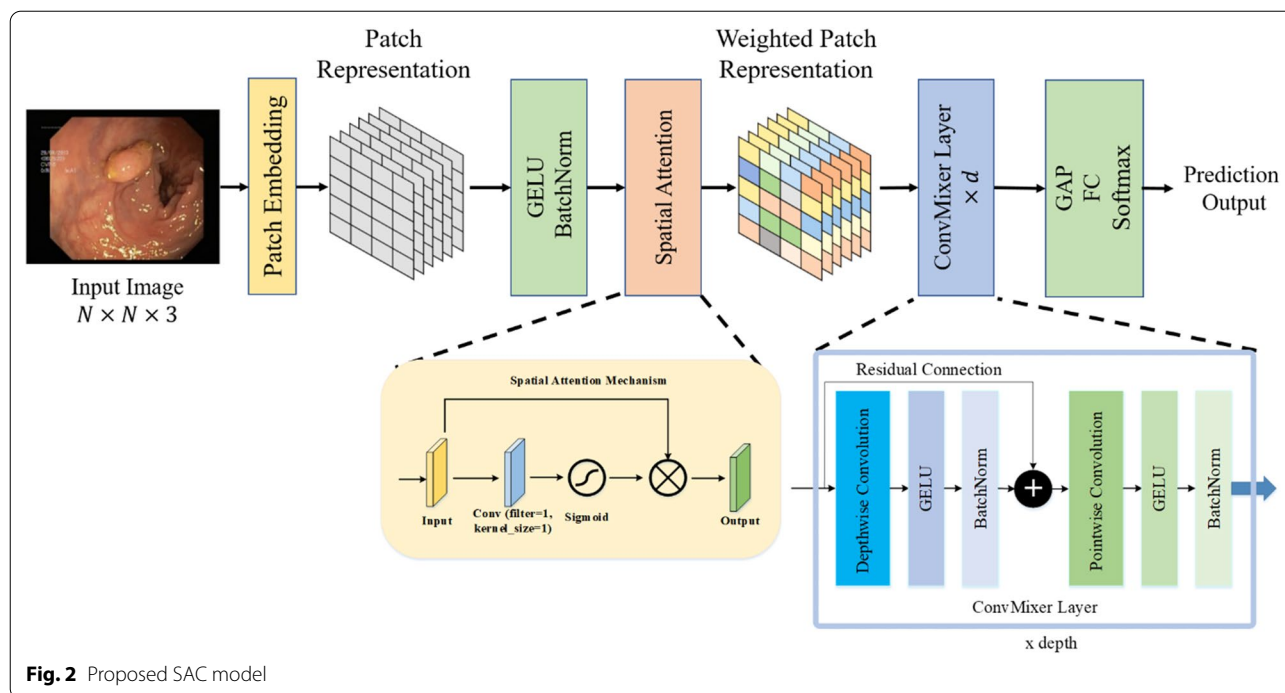 Patch
Representation
Weighted Patch
Representation
Patch Embedding
GELU
BatchNorm
Spatial Attention
ConvMixer Layer
× d
GAP
FC
Softmax
Prediction
Output
Input Image
N × N × 3
Spatial Attention Mechanism
Input
Conv (filter=1,
kernel_size=1)
Sigmoid
Output
Residual Connection
Depthwise Convolution
GELU
BatchNorm
+
Pointwise Convolution
GELU
BatchNorm
ConvMixer Layer
x depth
Fig. 2 Proposed SAC model